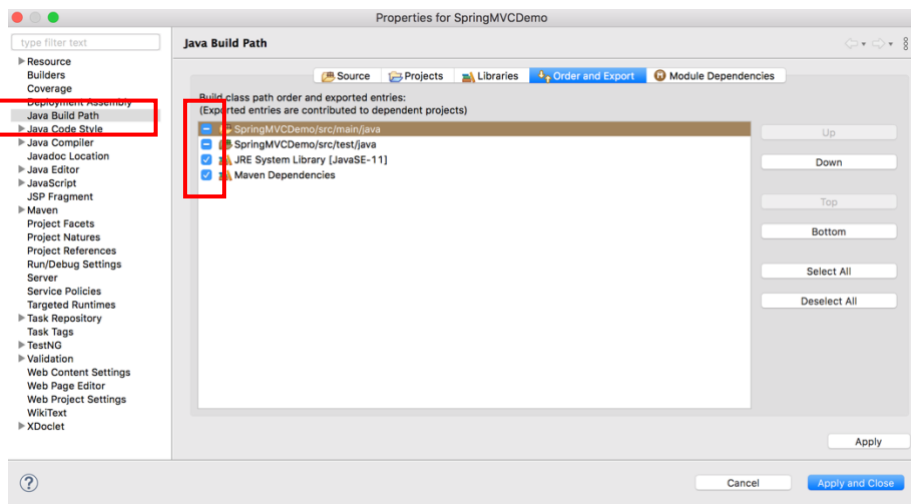 Properties for SpringMVCDemo
type filter text
Resource
Builders
Coverage
Deployment Assembly
Java Build Path
Java Code Style
Java Compiler
Javadoc Location
Java Editor
JavaScript
JSP Fragment
Maven
Project Facets
Project Natures
Project References
Run/Debug Settings
Server
Service Policies
Targeted Runtimes
Task Repository
Task Tags
TestNG
Validation
Web Content Settings
Web Page Editor
Web Project Settings
WikiText
XDoclet
Java Build Path
Source Projects Libraries Order and Export Module Dependencies
Build class path order and exported entries:
(Exported entries are contributed to dependent projects)
SpringMVCDemo/src/main/java
SpringMVCDemo/src/test/java
JRE System Library [JavaSE-11]
Maven Dependencies
Up
Down
Top
Bottom
Select All
Deselect All
Apply
?
Cancel
Apply and Close